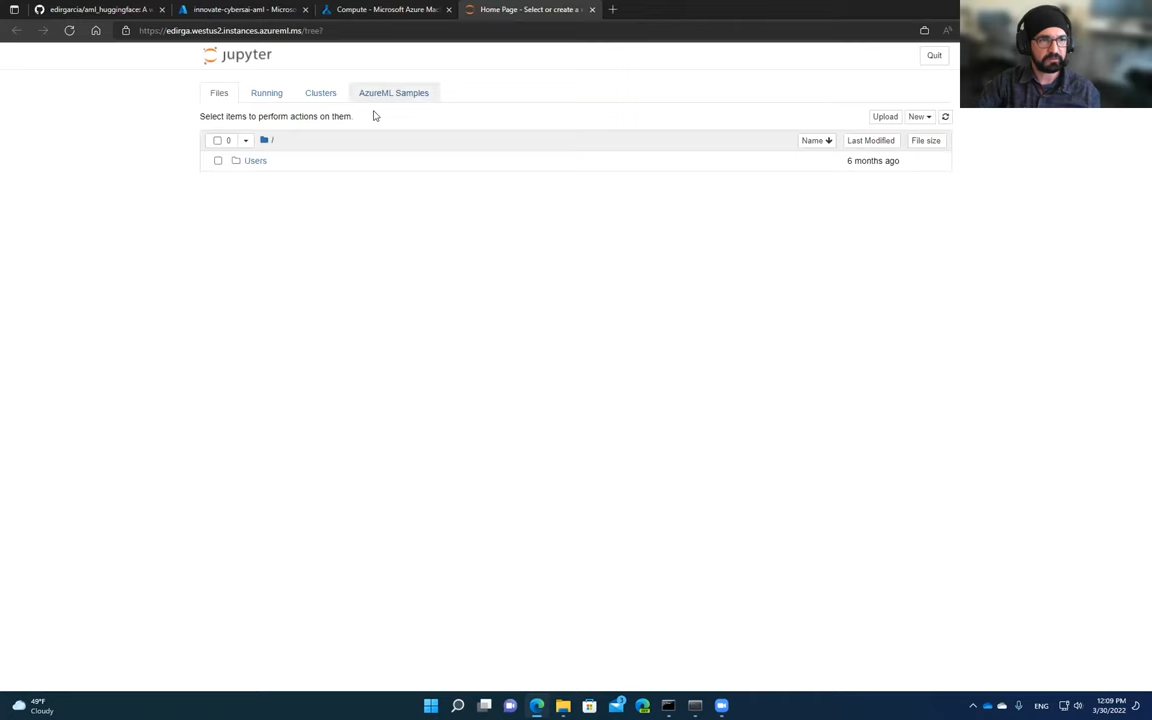 edirgarcia/aml_huggingface: A w
innovate-cybersai-aml - Microso
Compute - Microsoft Azure Mac
Home Page - Select or create a n
https://edirga.westus2.instances.azureml.ms/tree?
jupyter
Quit
Files
Running
Clusters
AzureML Samples
Select items to perform actions on them.
Upload
New
0
/
Name
Last Modified
File size
Users
6 months ago
49°F
Cloudy
ENG
12:09 PM
3/30/2022